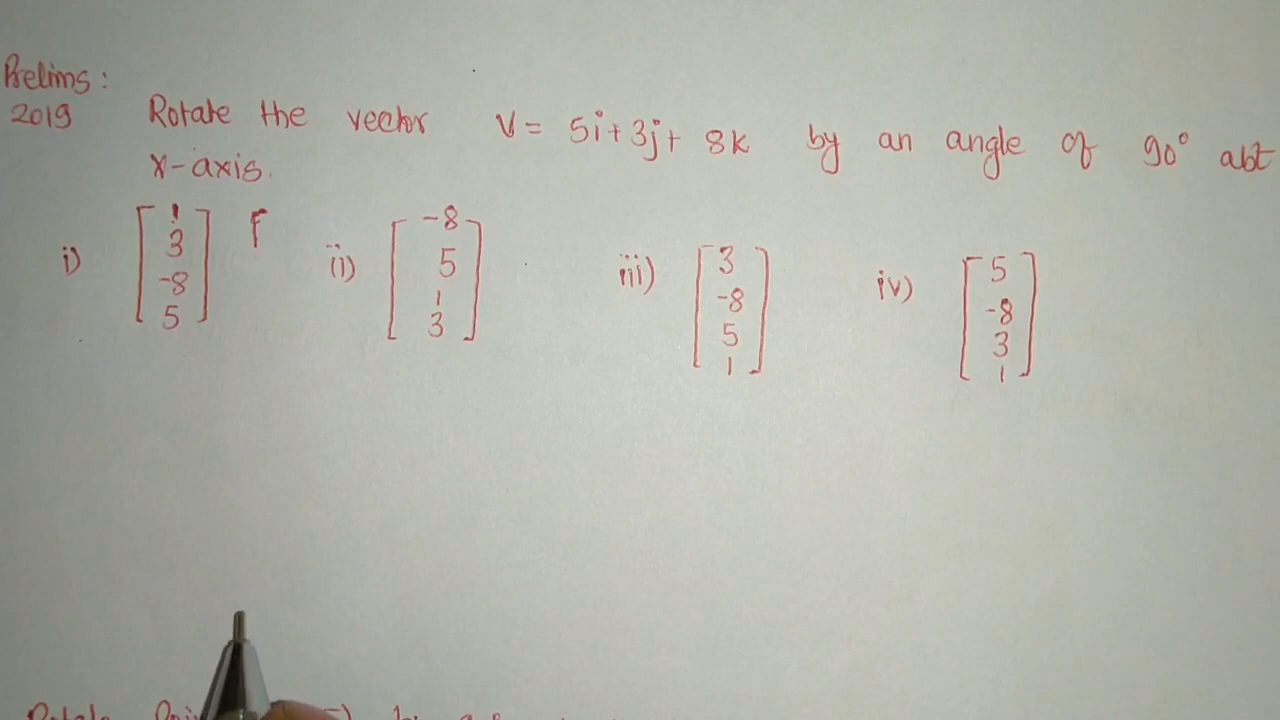 Prelims :
2019 Rotate the vector V = 5i + 3j + 8k by an angle of 90° abt
X-axis.
i) [1 3 -8 5] ii) [-8 5 1 3] iii) [3 -8 5 1] iv) [5 -8 3 1]
Rotate